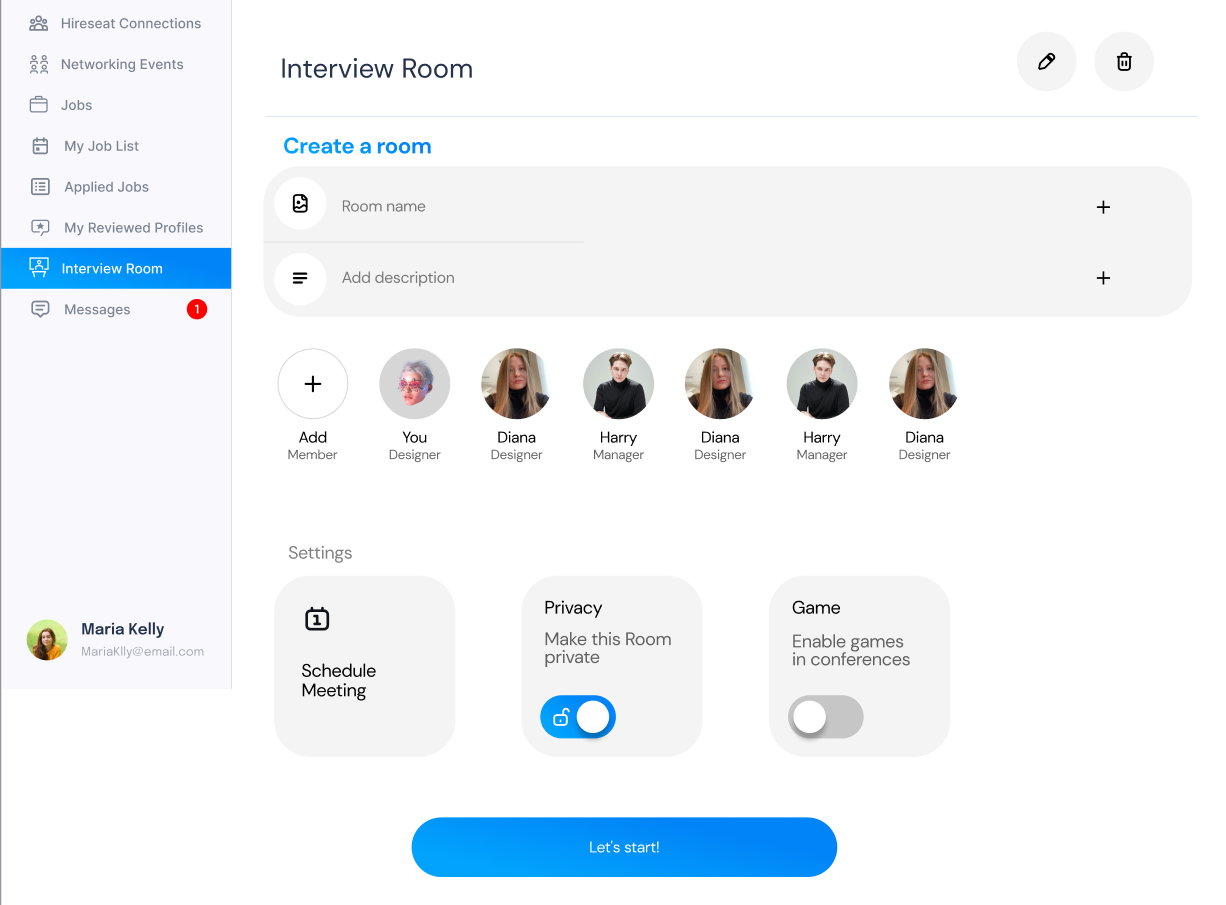 Hireseat Connections
Networking Events
Jobs
My Job List
Applied Jobs
My Reviewed Profiles
Interview Room
Messages
1
Maria Kelly
MariaKlly@email.com
Interview Room
Create a room
Room name
Add description
Add
Member
You
Designer
Diana
Designer
Harry
Manager
Diana
Designer
Harry
Manager
Diana
Designer
Settings
1
Schedule
Meeting
Privacy
Make this Room
private
Game
Enable games
in conferences
Let's start!